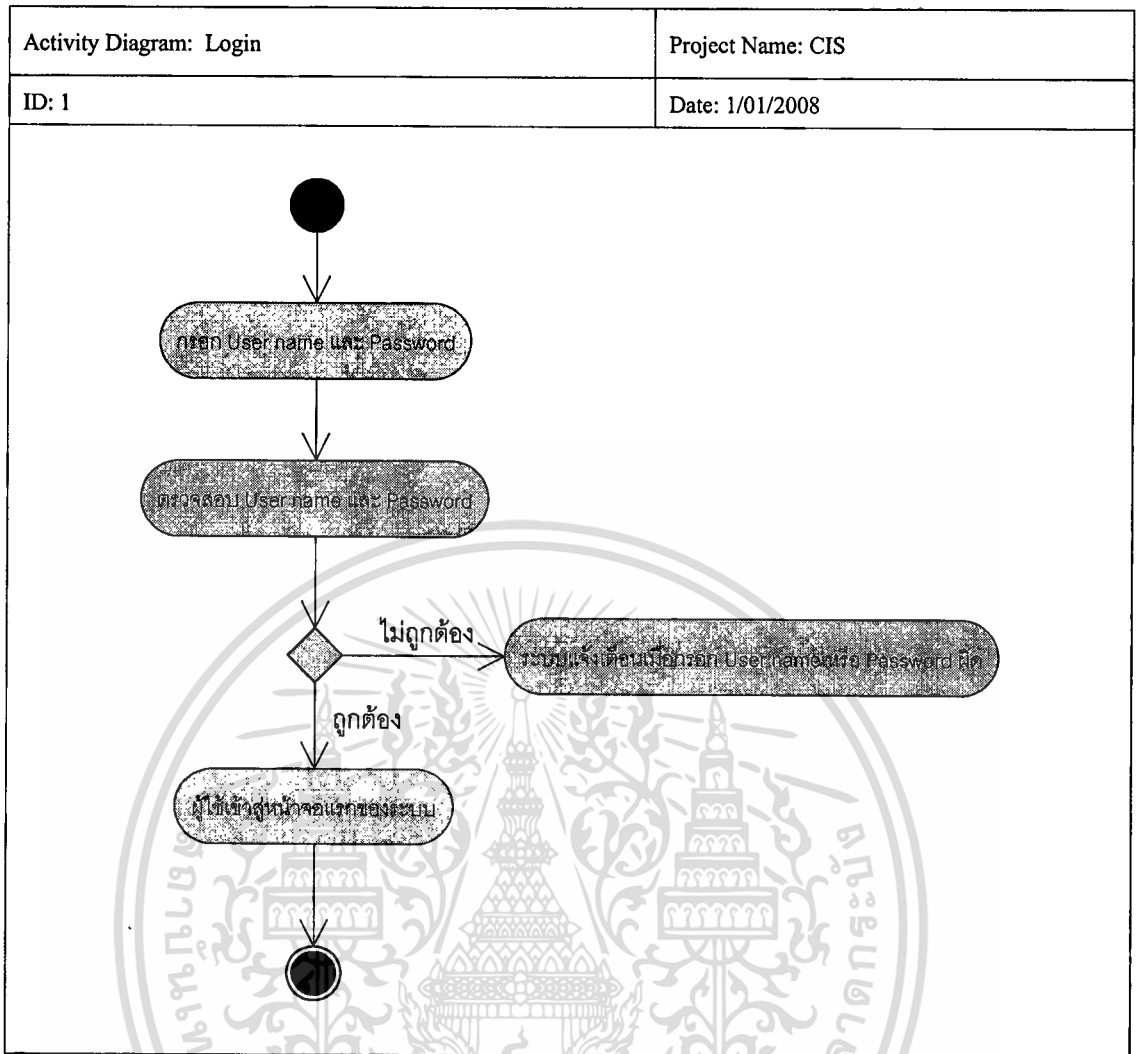 Activity Diagram: Login
Project Name: CIS
ID: 1
Date: 1/01/2008
กรอก User name และ Password
ตรวจสอบ User name และ Password
ไม่ถูกต้อง
ระบบแจ้งเตือนเมื่อกรอก User name หรือ Password ผิด
ถูกต้อง
ผู้ใช้เข้าสู่หน้าจอแรกของระบบ